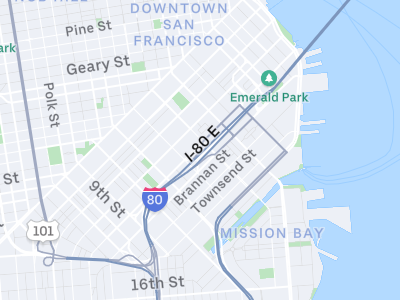 DOWNTOWN
SAN
FRANCISCO
Pine St
Park
Geary St
Polk St
Emerald Park
I-80 E
St
9th St
80
Brannan St
Townsend St
101
MISSION BAY
16th St